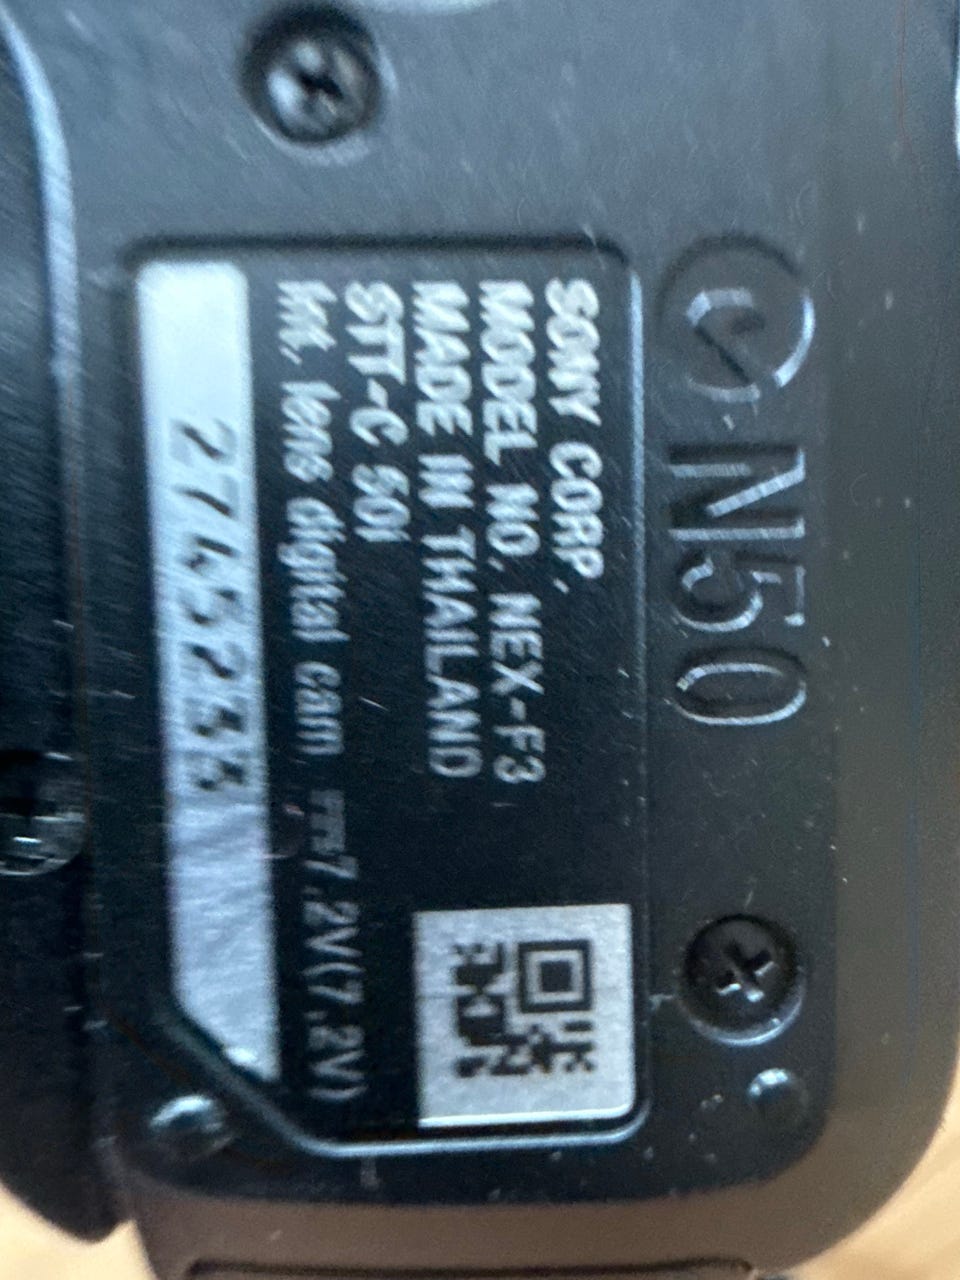 N50
SONY CORP.
MODEL NO. NEX-F3
MADE IN THAILAND
STT-C 501
Int. lens digital cam ⎓7.2V(7.2V)